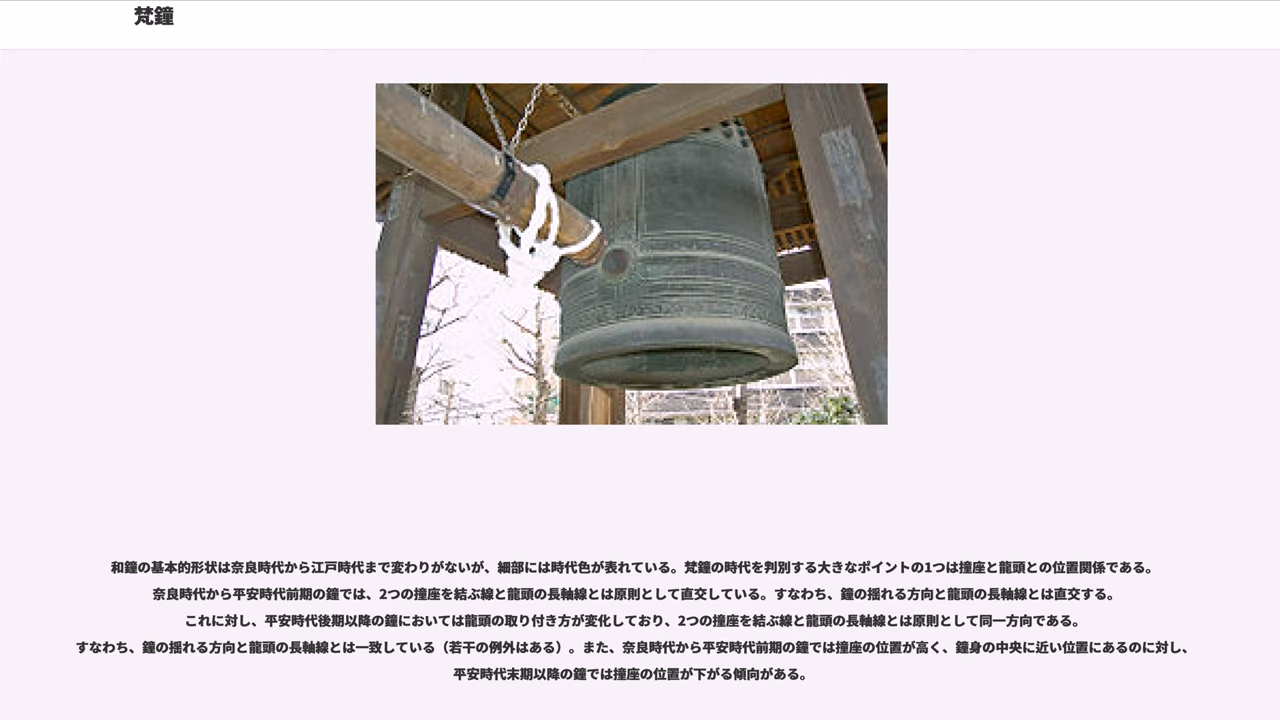 梵鐘
和鐘の基本的形状は奈良時代から江戸時代まで変わりがないが、細部には時代色が表れている。梵鐘の時代を判別する大きなポイントの1つは撞座と龍頭との位置関係である。
奈良時代から平安時代前期の鐘では、2つの撞座を結ぶ線と龍頭の長軸線とは原則として直交している。すなわち、鐘の揺れる方向と龍頭の長軸線とは直交する。
これに対し、平安時代後期以降の鐘においては龍頭の取り付き方が変化しており、2つの撞座を結ぶ線と龍頭の長軸線とは原則として同一方向である。
すなわち、鐘の揺れる方向と龍頭の長軸線とは一致している（若干の例外はある）。また、奈良時代から平安時代前期の鐘では撞座の位置が高く、鐘身の中央に近い位置にあるのに対し、
平安時代末期以降の鐘では撞座の位置が下がる傾向がある。